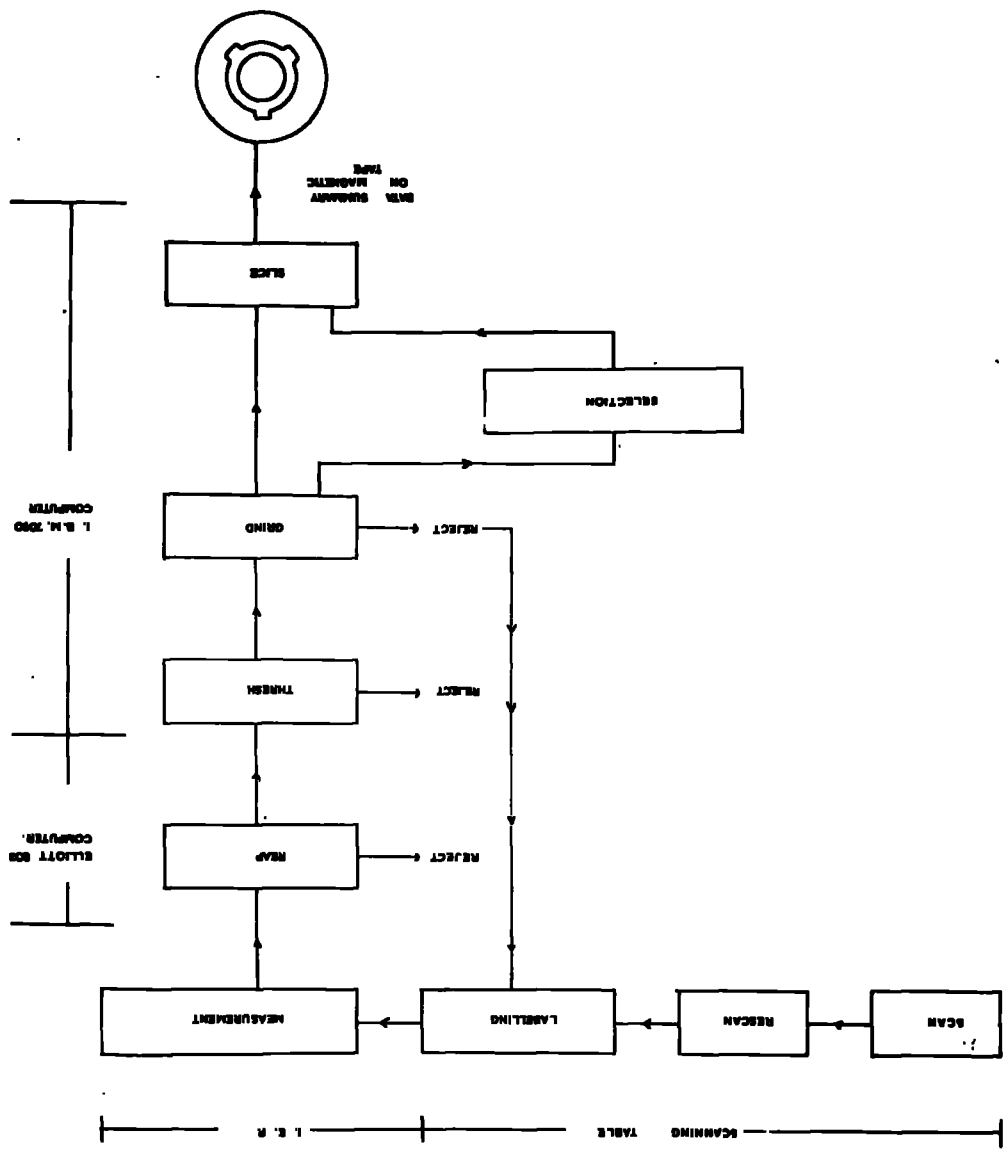 SCANNING TABLE
I. E. R
SCAN
RESCAN
LABELLING
MEASUREMENT
REJECT
REAP
ELLIOTT 803
COMPUTER.
REJECT
THRESH
REJECT
GRIND
I. B. M. 7090
COMPUTER
SELECTION
SLICE
DATA SUMMARY
ON MAGNETIC
TAPE